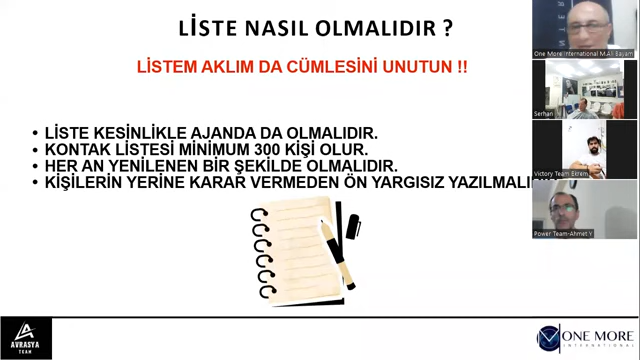 LİSTE NASIL OLMALIDIR ?
LİSTEM AKLIM DA CÜMLESİNİ UNUTUN !!
• LİSTE KESİNLİKLE AJANDA DA OLMALIDIR.
• KONTAK LİSTESİ MİNİMUM 300 KİŞİ OLUR.
• HER AN YENİLENEN BİR ŞEKİLDE OLMALIDIR.
• KİŞİLERİN YERİNE KARAR VERMEDEN ÖN YARGISIZ YAZILMALI
One More International M.Ali Sayam
Serhan
Victory Team Ekrem
Power Team-Ahmet Y.
AVRASYA
TEAM
ONE MORE
INTERNATIONAL